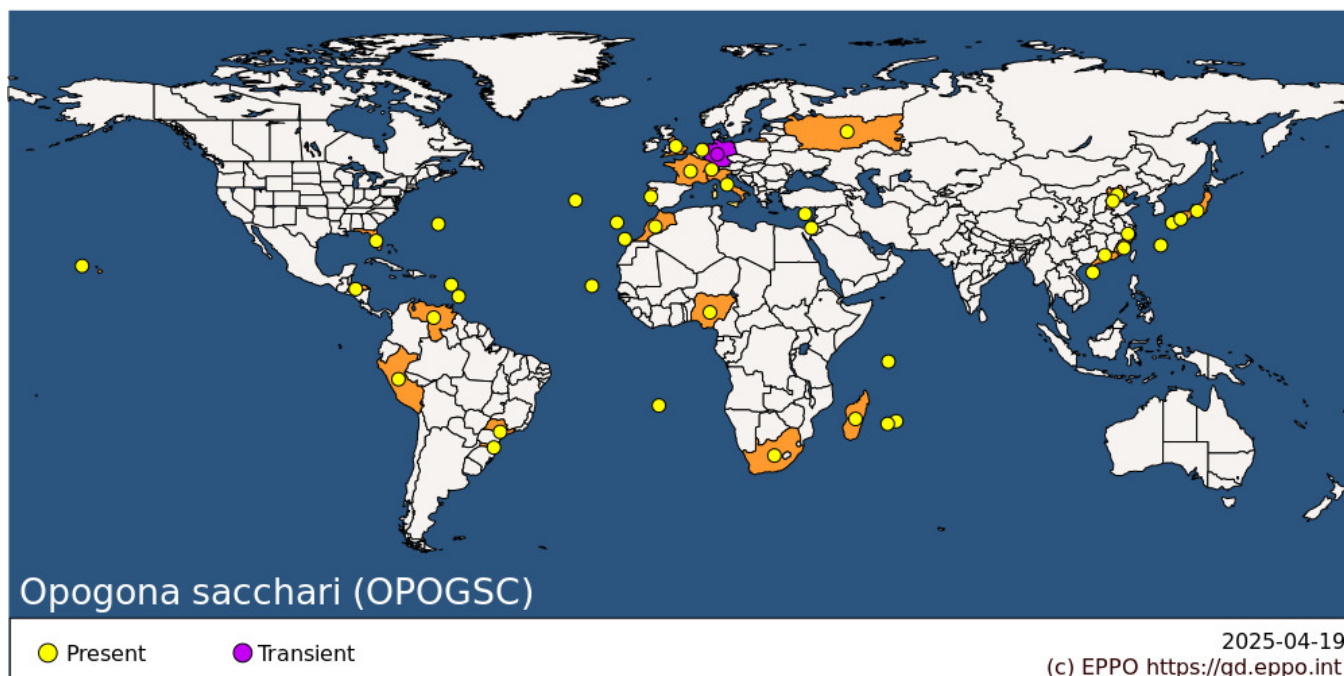 Opogona sacchari (OPOGSC)
Present
Transient
2025-04-19
(c) EPPO https://gd.eppo.int